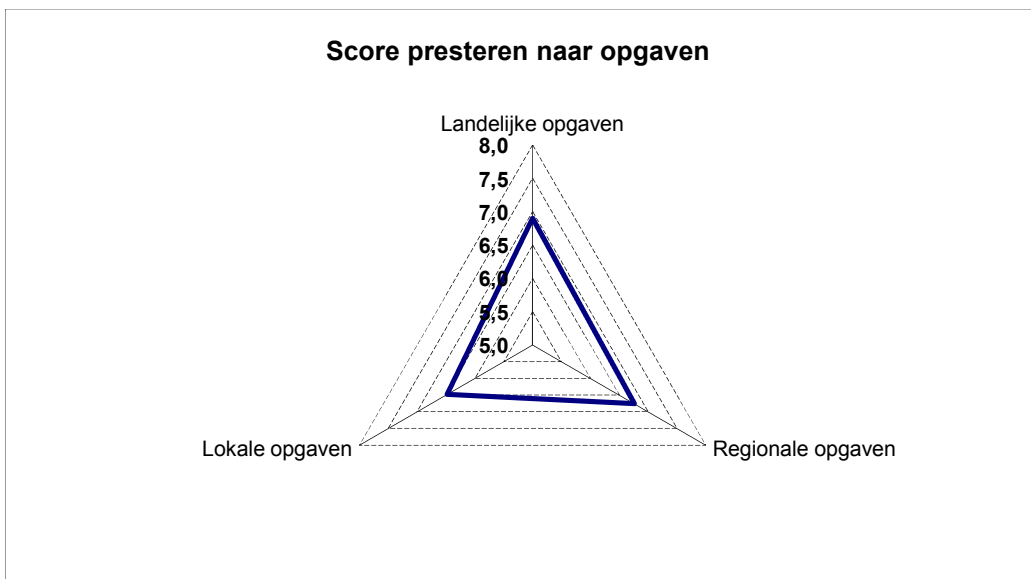 Score presteren naar opgaven
Landelijke opgaven
8,0
7,5
7,0
6,5
6,0
5,5
5,0
Lokale opgaven
Regionale opgaven